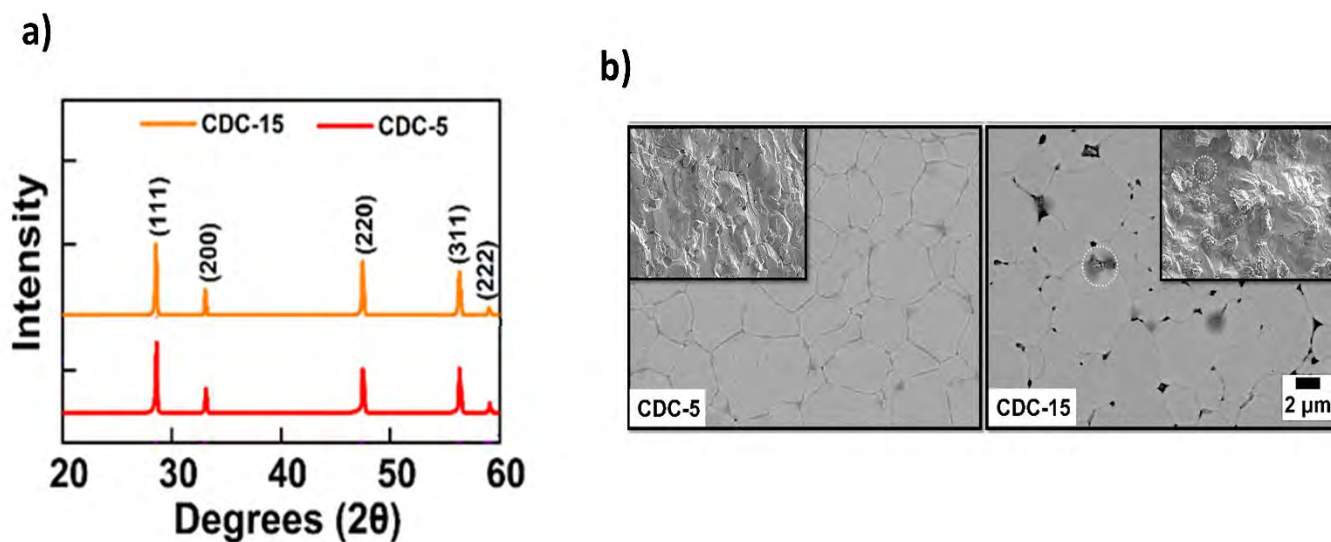 a)
CDC-15 CDC-5
Intensity
(111)
(200)
(220)
(311)
(222)
20 30 40 50 60
Degrees (2θ)
b)
CDC-5
CDC-15
2 µm